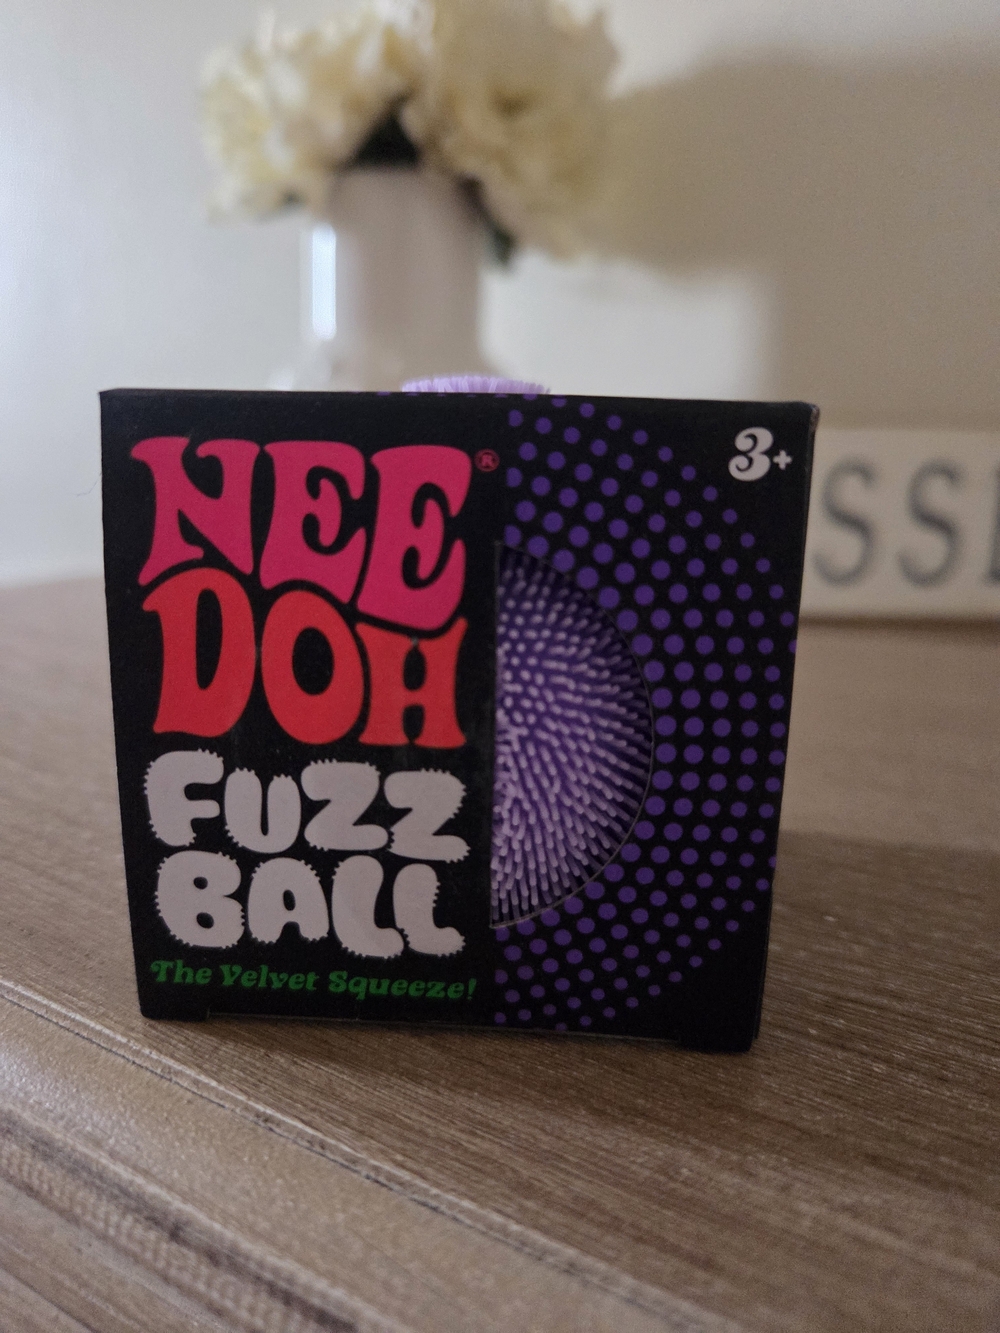 NEE®
DOH
FUZZ
BALL
The Velvet Squeeze!
3+